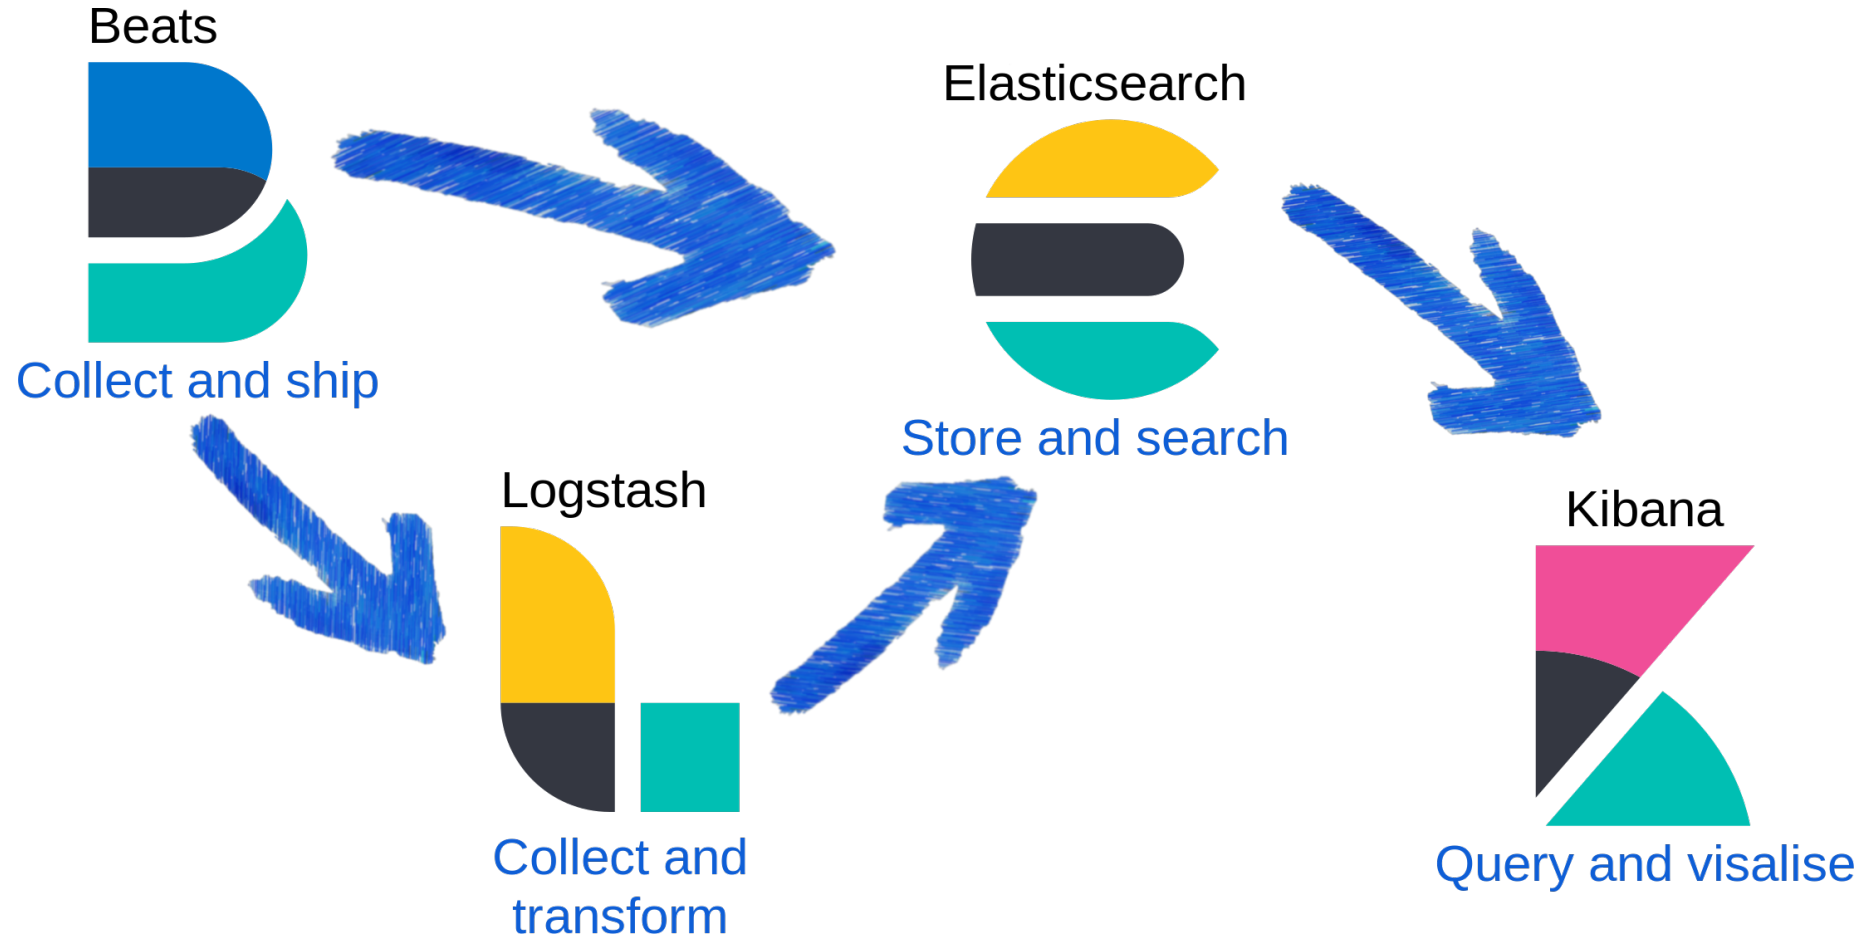 Beats
Collect and ship
Elasticsearch
Store and search
Logstash
Collect and
transform
Kibana
Query and visalise